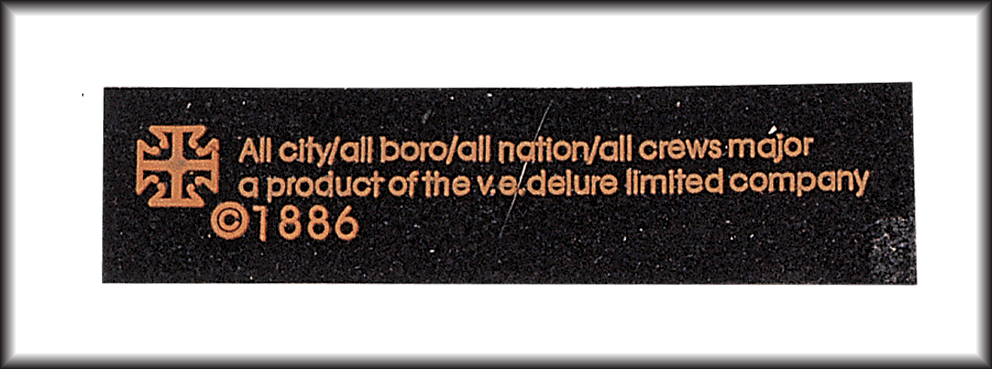 All city/all boro/all nation/all crews major
a product of the v.e.delure limited company
©1886